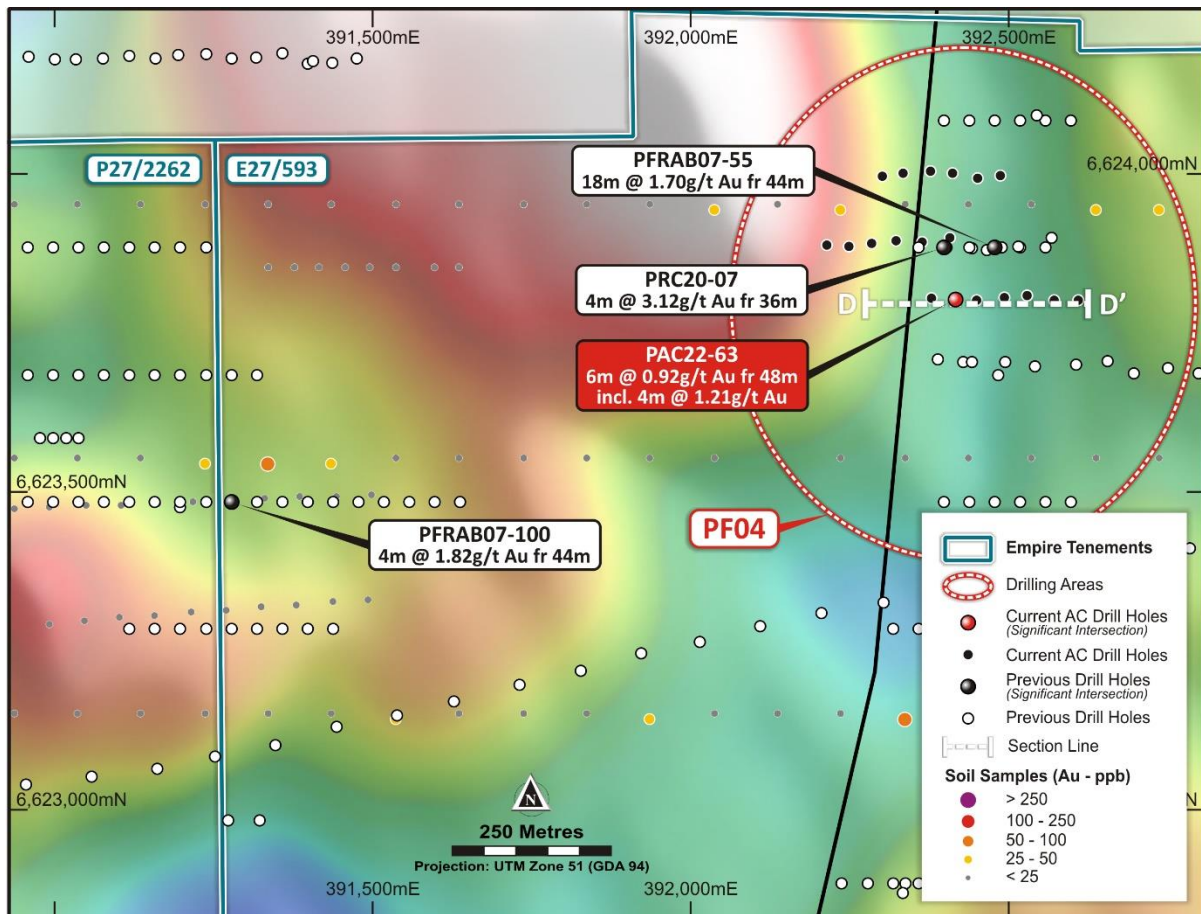 391,500mE
392,000mE
392,500mE
P27/2262
E27/593
PFRAB07-55
18m @ 1.70g/t Au fr 44m
6,624,000mN
PRC20-07
4m @ 3.12g/t Au fr 36m
D
D'
PAC22-63
6m @ 0.92g/t Au fr 48m
incl. 4m @ 1.21g/t Au
6,623,500mN
PFRAB07-100
4m @ 1.82g/t Au fr 44m
PF04
Empire Tenements
Drilling Areas
Current AC Drill Holes
(Significant Intersection)
Current AC Drill Holes
Previous Drill Holes
(Significant Intersection)
Previous Drill Holes
Section Line
Soil Samples (Au - ppb)
> 250
100 - 250
50 - 100
25 - 50
< 25
6,623,000mN
N
250 Metres
Projection: UTM Zone 51 (GDA 94)
391,500mE
392,000mE